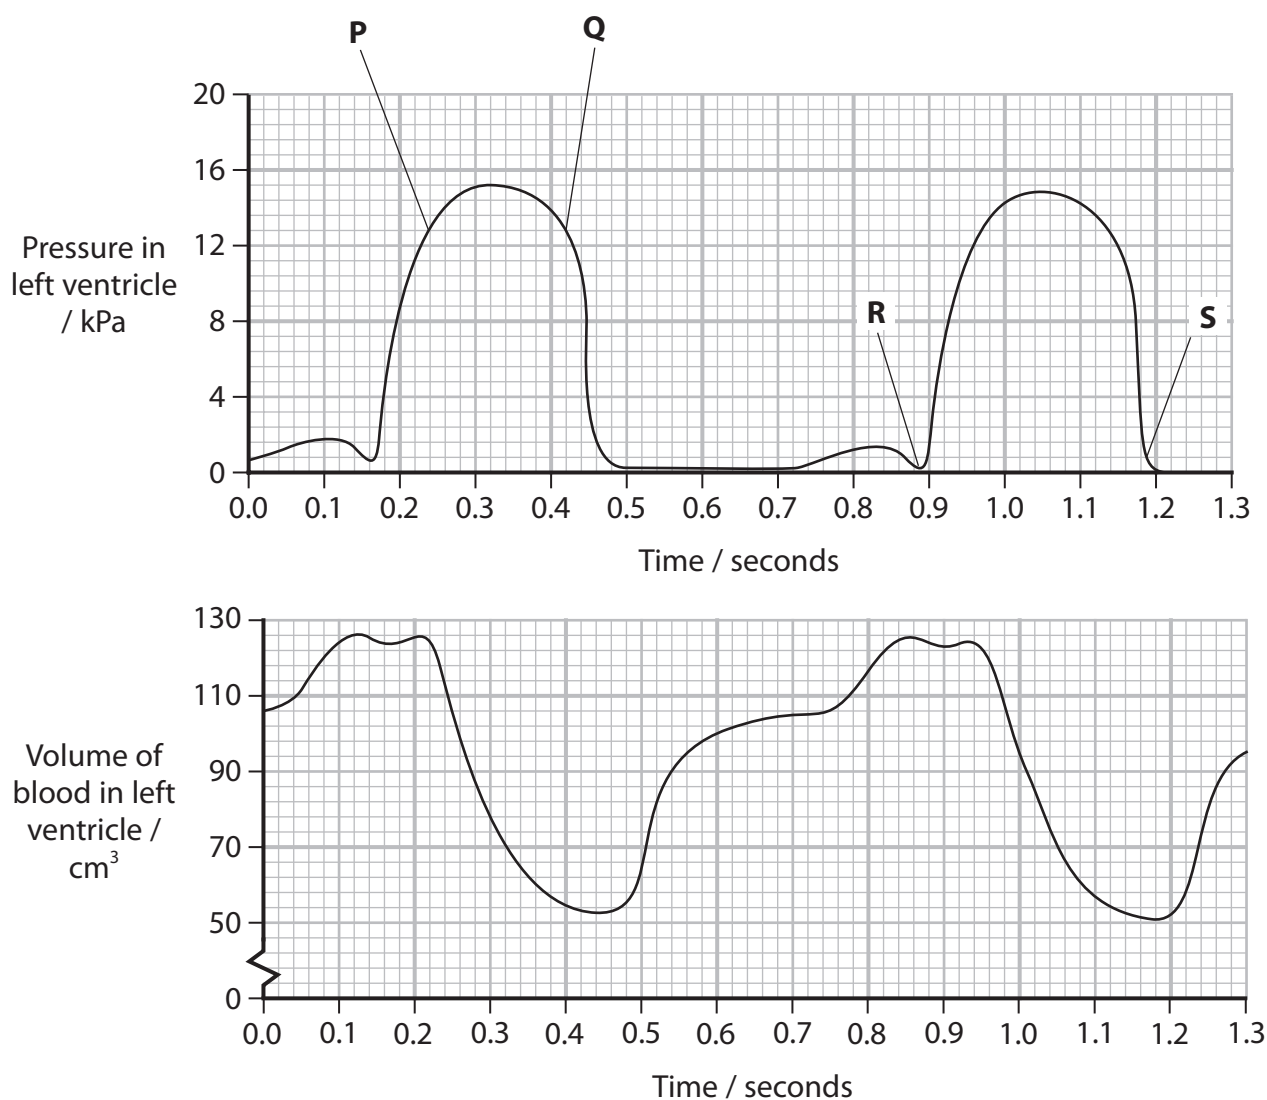 P
Q
Pressure in
left ventricle
/ kPa
20
16
12
8
4
0
R
S
0.0 0.1 0.2 0.3 0.4 0.5 0.6 0.7 0.8 0.9 1.0 1.1 1.2 1.3
Time / seconds
Volume of
blood in left
ventricle /
cm³
130
110
90
70
50
0
0.0 0.1 0.2 0.3 0.4 0.5 0.6 0.7 0.8 0.9 1.0 1.1 1.2 1.3
Time / seconds